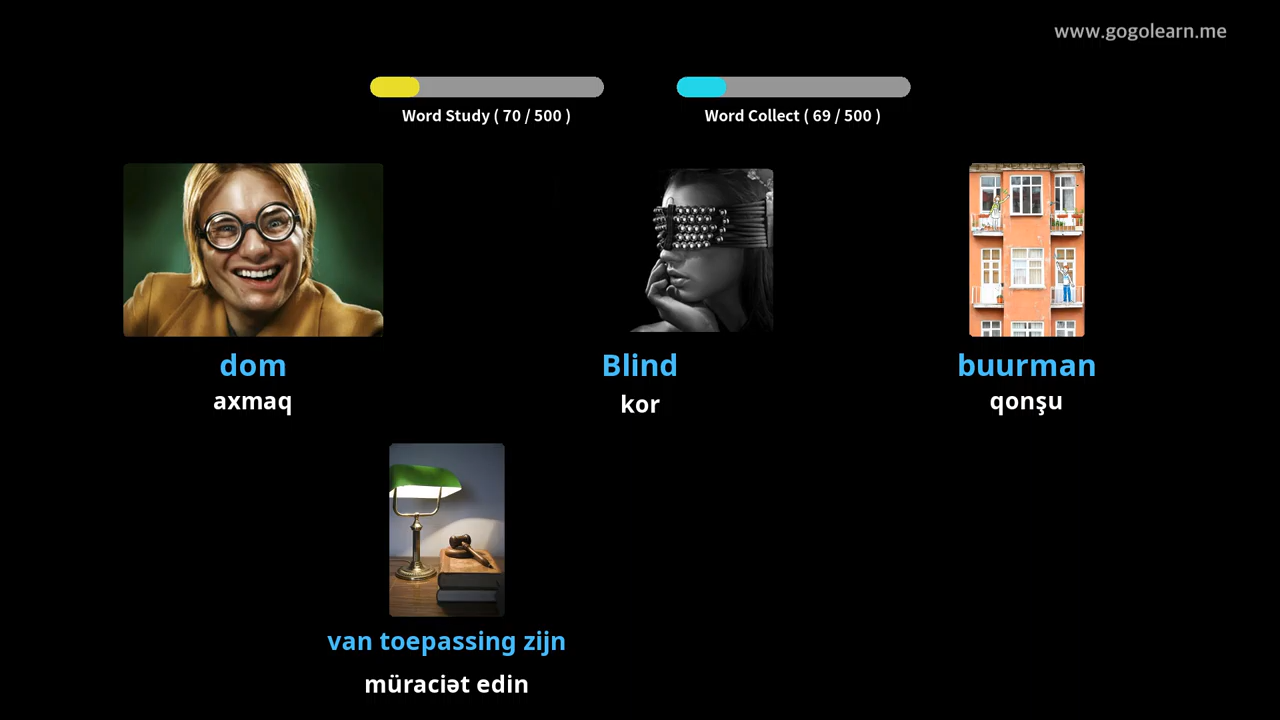 www.gogolearn.me
Word Study ( 70 / 500 )
Word Collect ( 69 / 500 )
dom
axmaq
Blind
kor
buurman
qonşu
van toepassing zijn
müraciət edin